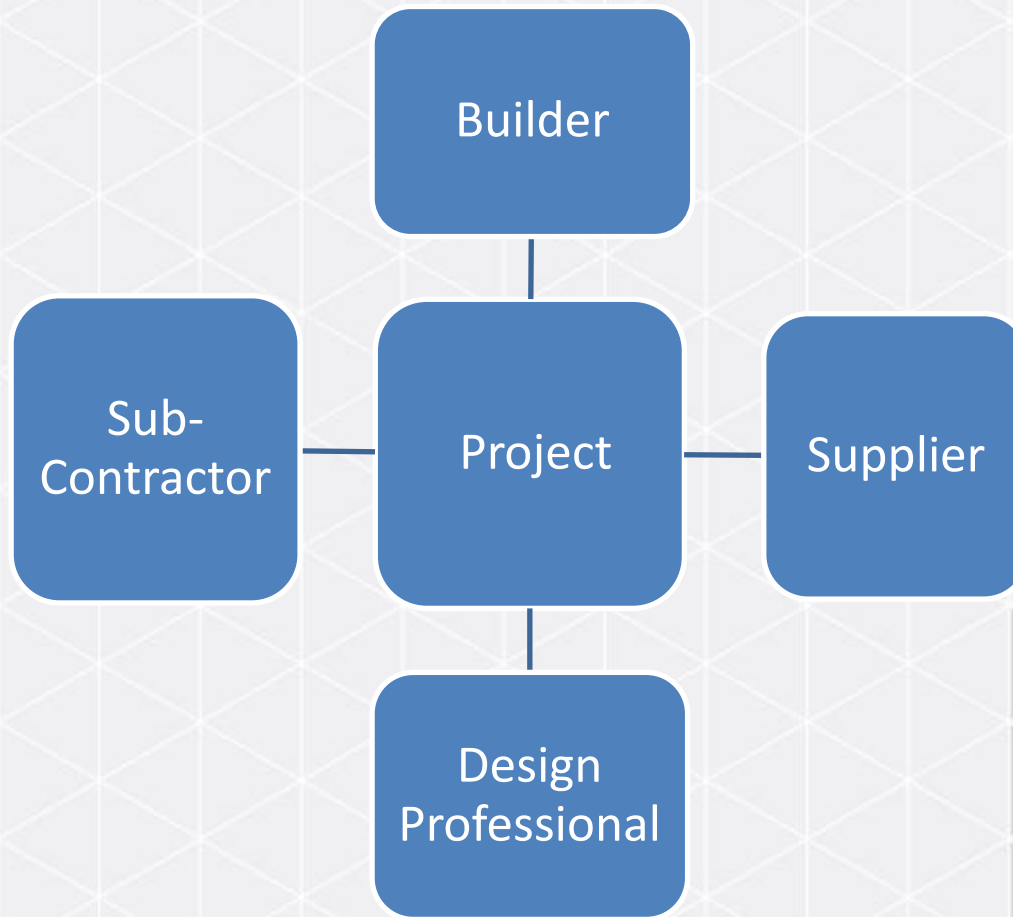 Builder
Sub-
Contractor
Project
Supplier
Design
Professional